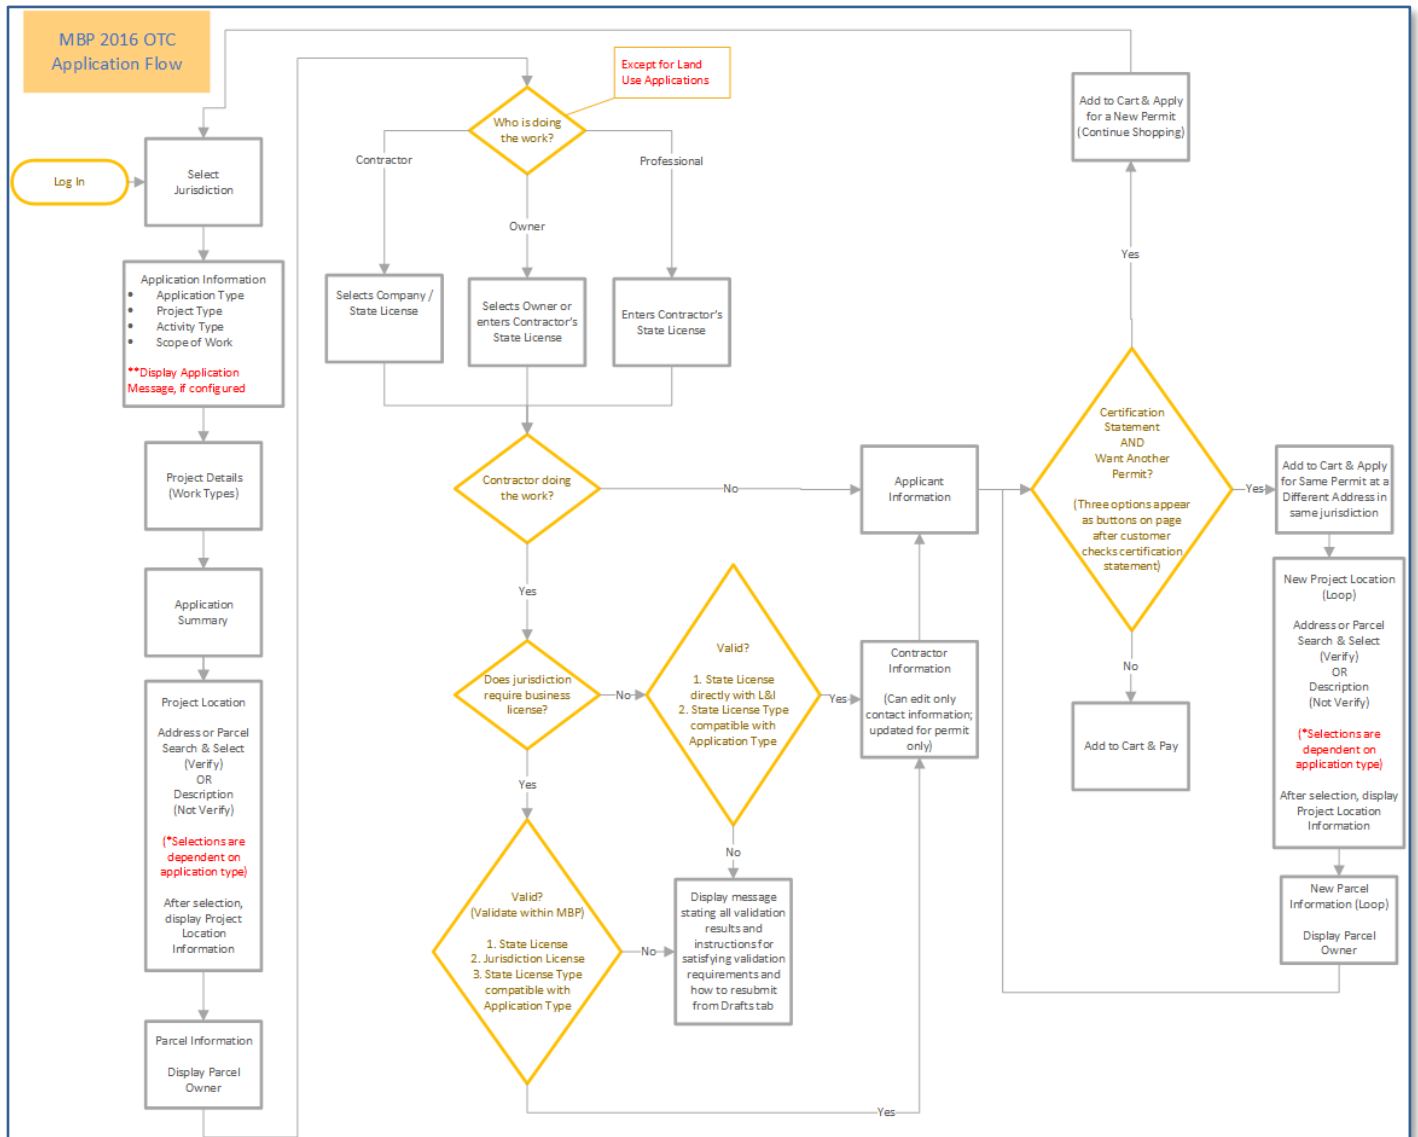 MBP 2016 OTC
Application Flow
Log In
Select
Jurisdiction
Application Information
• Application Type
• Project Type
• Activity Type
• Scope of Work
**Display Application
Message, if configured
Project Details
(Work Types)
Application
Summary
Project Location
Address or Parcel
Search & Select
(Verify)
OR
Description
(Not Verify)
(*Selections are
dependent on
application type)
After selection,
display Project
Location
Information
Parcel Information
Display Parcel
Owner
Except for Land
Use Applications
Who is doing
the work?
Contractor
Owner
Professional
Selects Company /
State License
Selects Owner or
enters Contractor's
State License
Enters Contractor's
State License
Contractor doing
the work?
No
Yes
Does jurisdiction
require business
license?
No
Yes
Valid?
(Validate within MBP)
1. State License
2. Jurisdiction License
3. State License Type
compatible with
Application Type
No
Yes
Valid?
1. State License
directly with L&I
2. State License Type
compatible with
Application Type
Yes
No
Display message
stating all validation
results and
instructions for
satisfying validation
requirements and
how to resubmit
from Drafts tab
Contractor
Information
(Can edit only
contact information;
updated for permit
only)
Applicant
Information
Certification
Statement
AND
Want Another
Permit?
(Three options appear
as buttons on page
after customer
checks certification
statement)
Yes
Add to Cart & Apply
for a New Permit
(Continue Shopping)
No
Add to Cart & Pay
Yes
Add to Cart & Apply
for Same Permit at a
Different Address in
same jurisdiction
New Project Location
(Loop)
Address or Parcel
Search & Select
(Verify)
OR
Description
(Not Verify)
(*Selections are
dependent on
application type)
After selection, display
Project Location
Information
New Parcel
Information (Loop)
Display Parcel
Owner